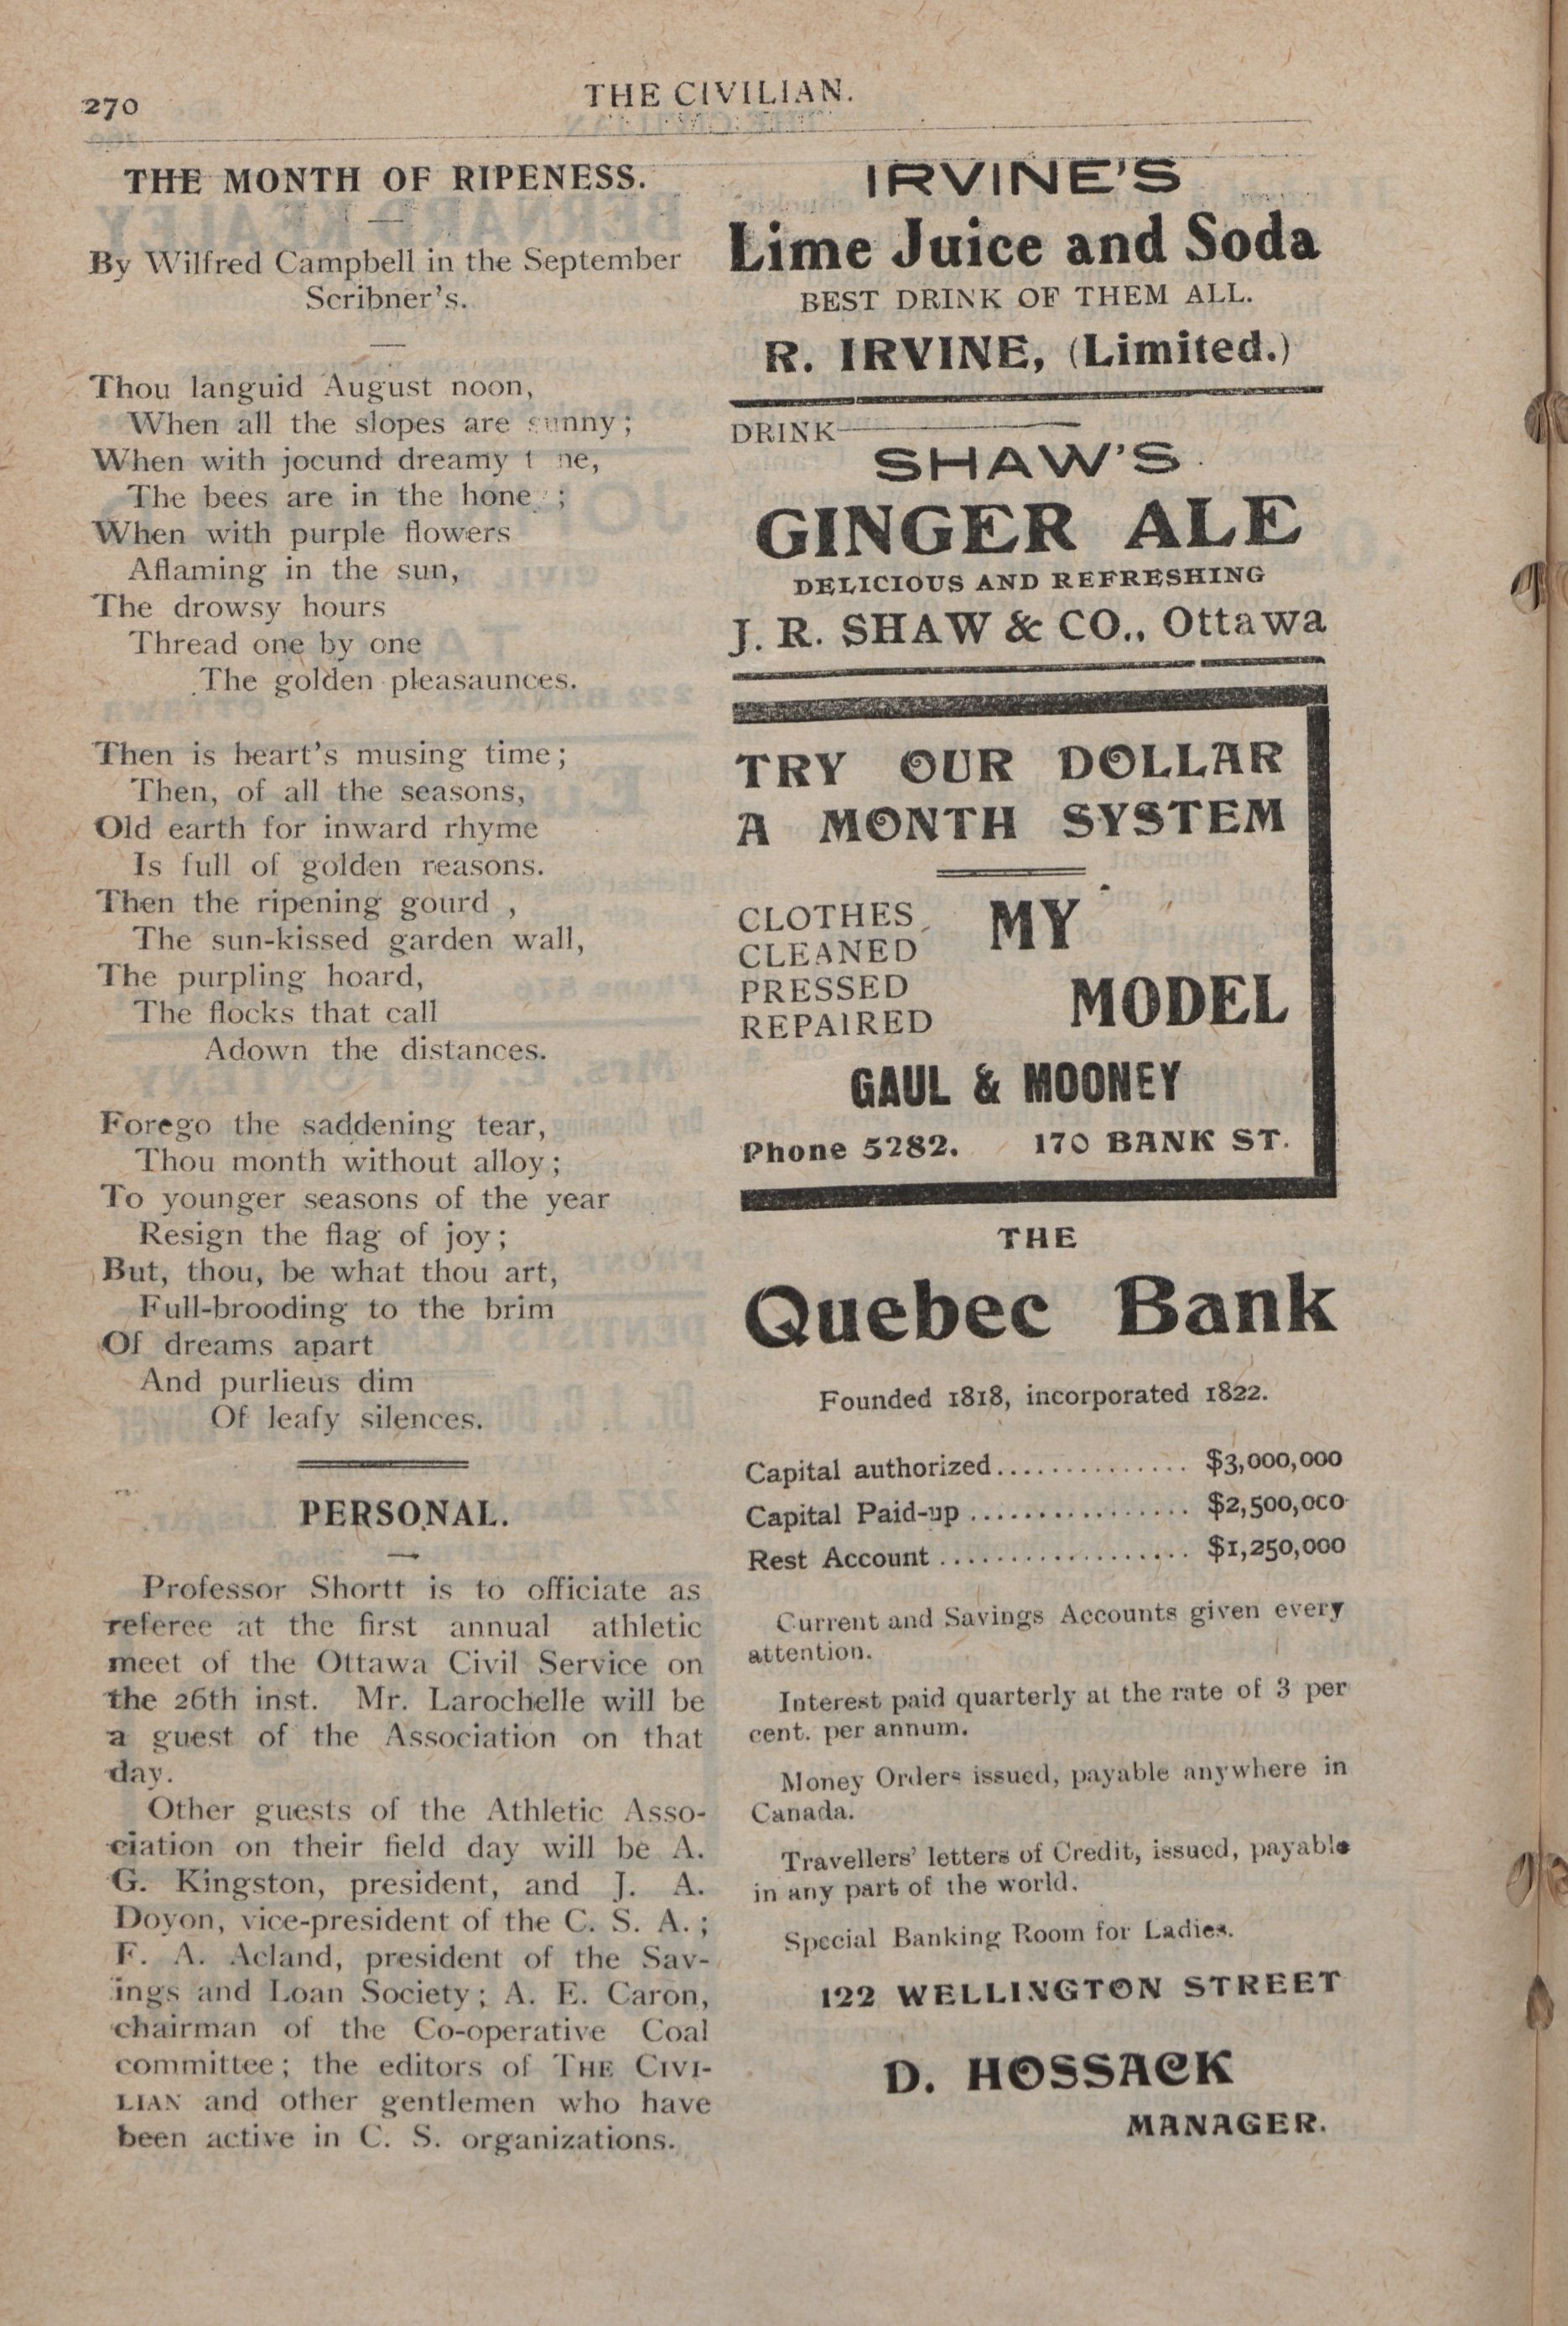 270
THE CIVILIAN.
THE MONTH OF RIPENESS.
By Wilfred Campbell in the September
Scribner's.
Thou languid August noon,
When all the slopes are sunny;
When with jocund dreamy
The bees are in the
When with purple flowers
Aflaming in the sun,
The drowsy hours
Thread one by one
The golden pleasaunces.
Then is heart's musing time;
Then, of all the seasons,
Old earth for inward rhyme
Is full of golden reasons.
Then the ripening gourd ,
The sun-kissed garden wall,
The purpling hoard,
The flocks that call
Adown the distances.
Forego the saddening tear,
Thou month without alloy;
To younger seasons of the year
Resign the flag of joy;
But, thou, be what thou art,
Full-brooding to the brim
Of dreams apart
And purlieus dim
Of leafy silences.
PERSONAL.
Professor Shortt is to officiate as
referee at the first annual athletic
meet of the Ottawa Civil Service on
the 26th inst. Mr. Larochelle will be
a guest of the Association on that
day.
Other guests of the Athletic Asso-
ciation on their field day will be A.
G. Kingston, president, and J. A.
Doyon, vice-president of the C. S. A.;
F. A. Acland, president of the Sav-
ings and Loan Society; A. E. Caron,
chairman of the Co-operative Coal
committee; the editors of THE CIVI-
LIAN and other gentlemen who have
been active in C. S. organizations.
IRVINE'S
Lime Juice and Soda
BEST DRINK OF THEM ALL.
R. IRVINE, (Limited.)
DRINK
SHAW'S
GINGER ALE
DELICIOUS AND REFRESHING
J. R. SHAW & CO., Ottawa
TRY OUR DOLLAR
A MONTH SYSTEM
CLOTHES
CLEANED
PRESSED
REPAIRED
MY
MODEL
GAUL & MOONEY
Phone 5282. 170 BANK ST.
THE
Quebec Bank
Founded 1818, incorporated 1822.
Capital authorized.............. $3,000,000
Capital Paid-up ................ $2,500,000
Rest Account ................... $1,250,000
Current and Savings Accounts given every
attention.
Interest paid quarterly at the rate of 3 per
cent. per annum.
Money Orders issued, payable anywhere in
Canada.
Travellers' letters of Credit, issued, payable
in any part of the world.
Special Banking Room for Ladies.
122 WELLINGTON STREET
D. HOSSACK
MANAGER.